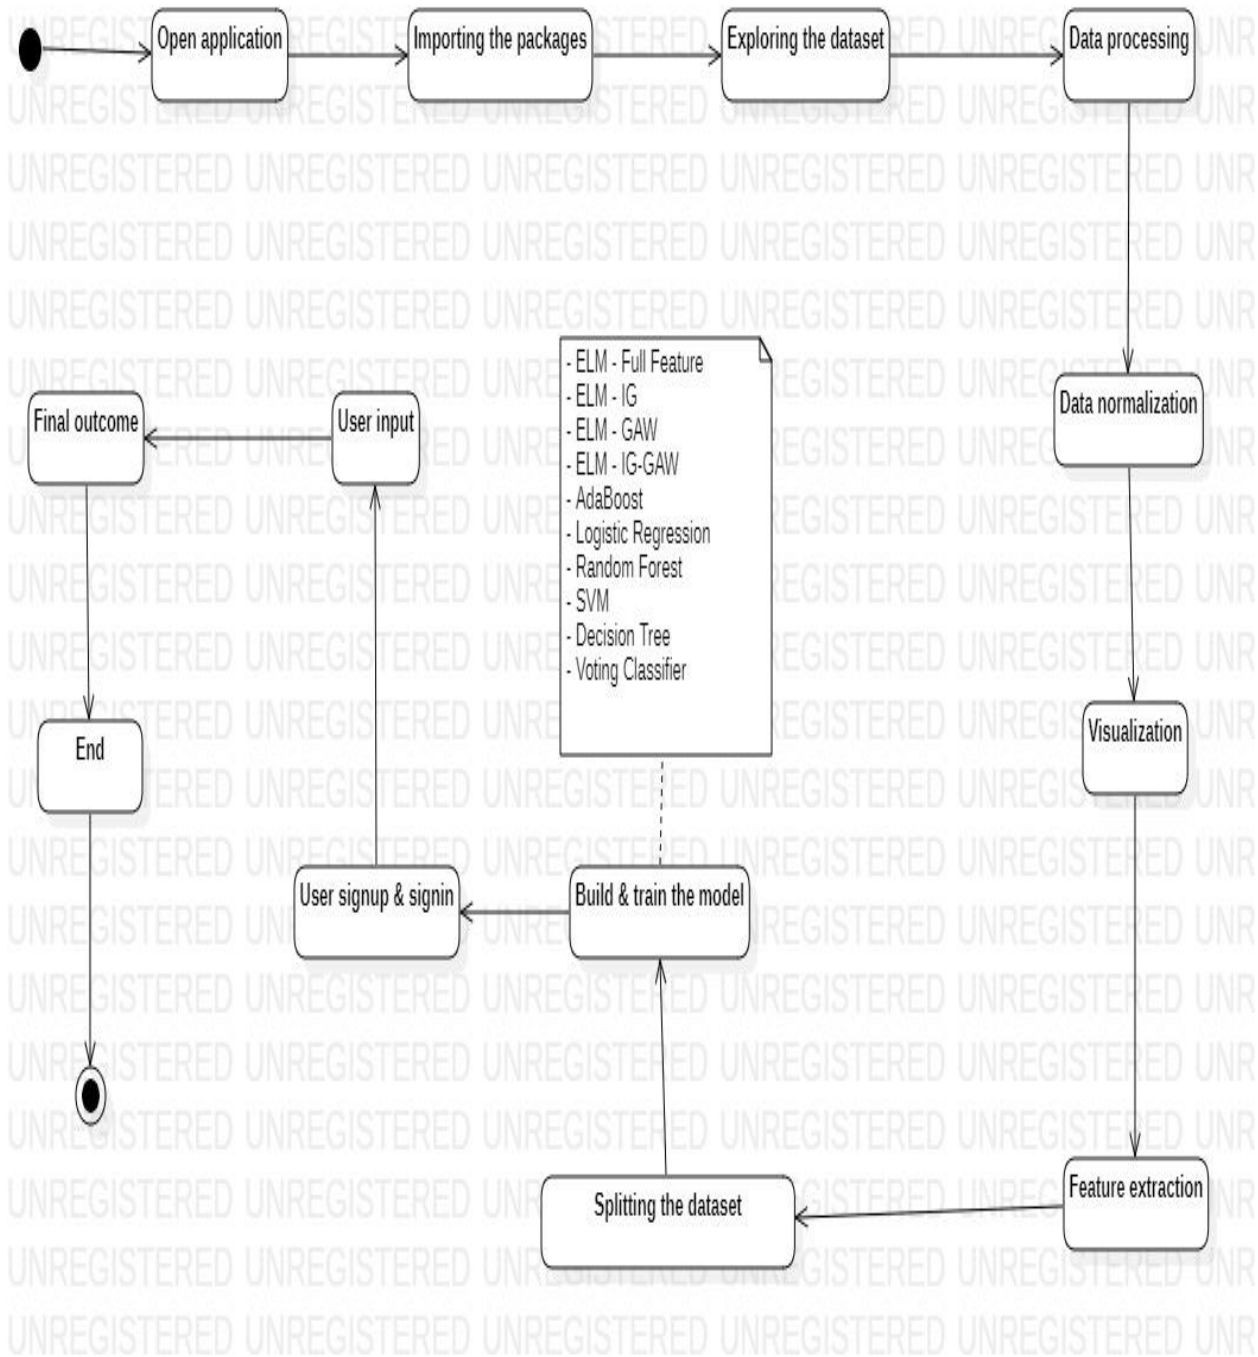 Open application
Importing the packages
Exploring the dataset
Data processing
Data normalization
Visualization
Feature extraction
Splitting the dataset
Build & train the model
- ELM - Full Feature
- ELM - IG
- ELM - GAW
- ELM - IG-GAW
- AdaBoost
- Logistic Regression
- Random Forest
- SVM
- Decision Tree
- Voting Classifier
User signup & signin
User input
Final outcome
End
UNREGISTERED